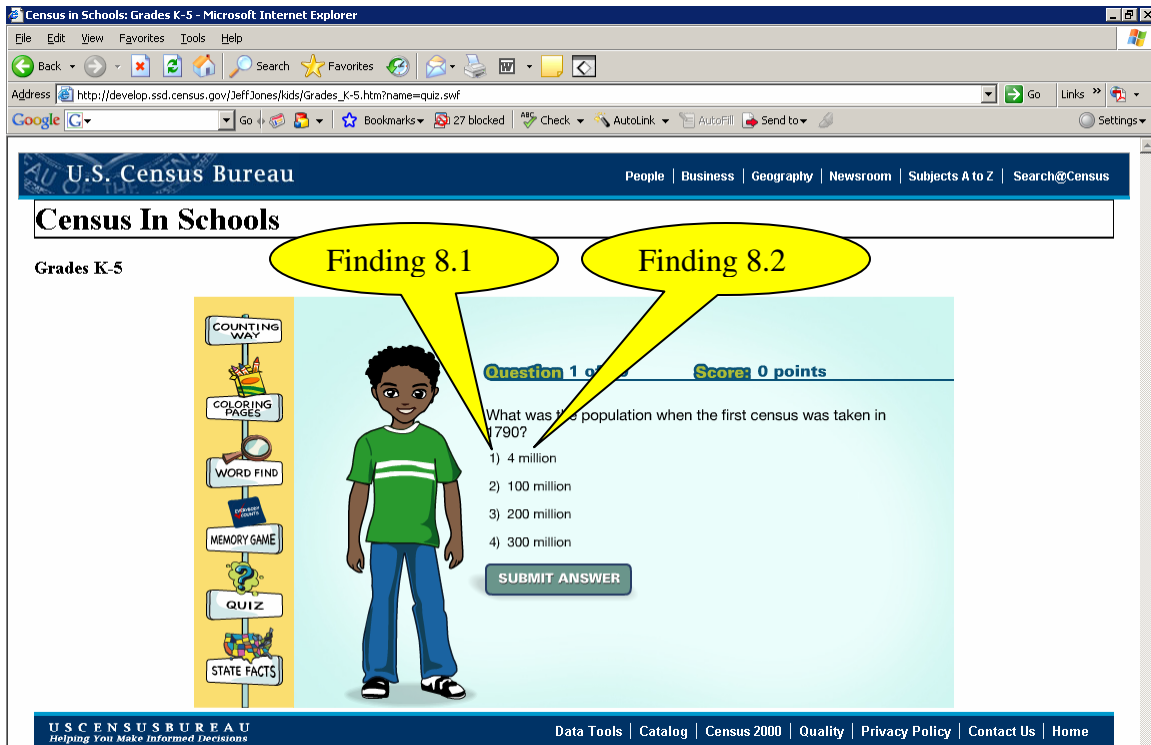 Census in Schools: Grades K-5 - Microsoft Internet Explorer
File Edit View Favorites Tools Help
Back Search Favorites
Address http://develop.ssd.census.gov/JeffJones/kids/Grades_K-5.htm?name=quiz.swf Go Links »
Google G Go Bookmarks 27 blocked ABC Check AutoLink AutoFill Send to Settings
U.S. Census Bureau
People | Business | Geography | Newsroom | Subjects A to Z | Search@Census
Census In Schools
Grades K-5
Finding 8.1
Finding 8.2
COUNTING
WAY
COLORING
PAGES
WORD FIND
MEMORY GAME
QUIZ
STATE FACTS
Question 1 of
Score: 0 points
What was the population when the first census was taken in
1790?
1) 4 million
2) 100 million
3) 200 million
4) 300 million
SUBMIT ANSWER
USCENSUSBUREAU
Helping You Make Informed Decisions
Data Tools | Catalog | Census 2000 | Quality | Privacy Policy | Contact Us | Home